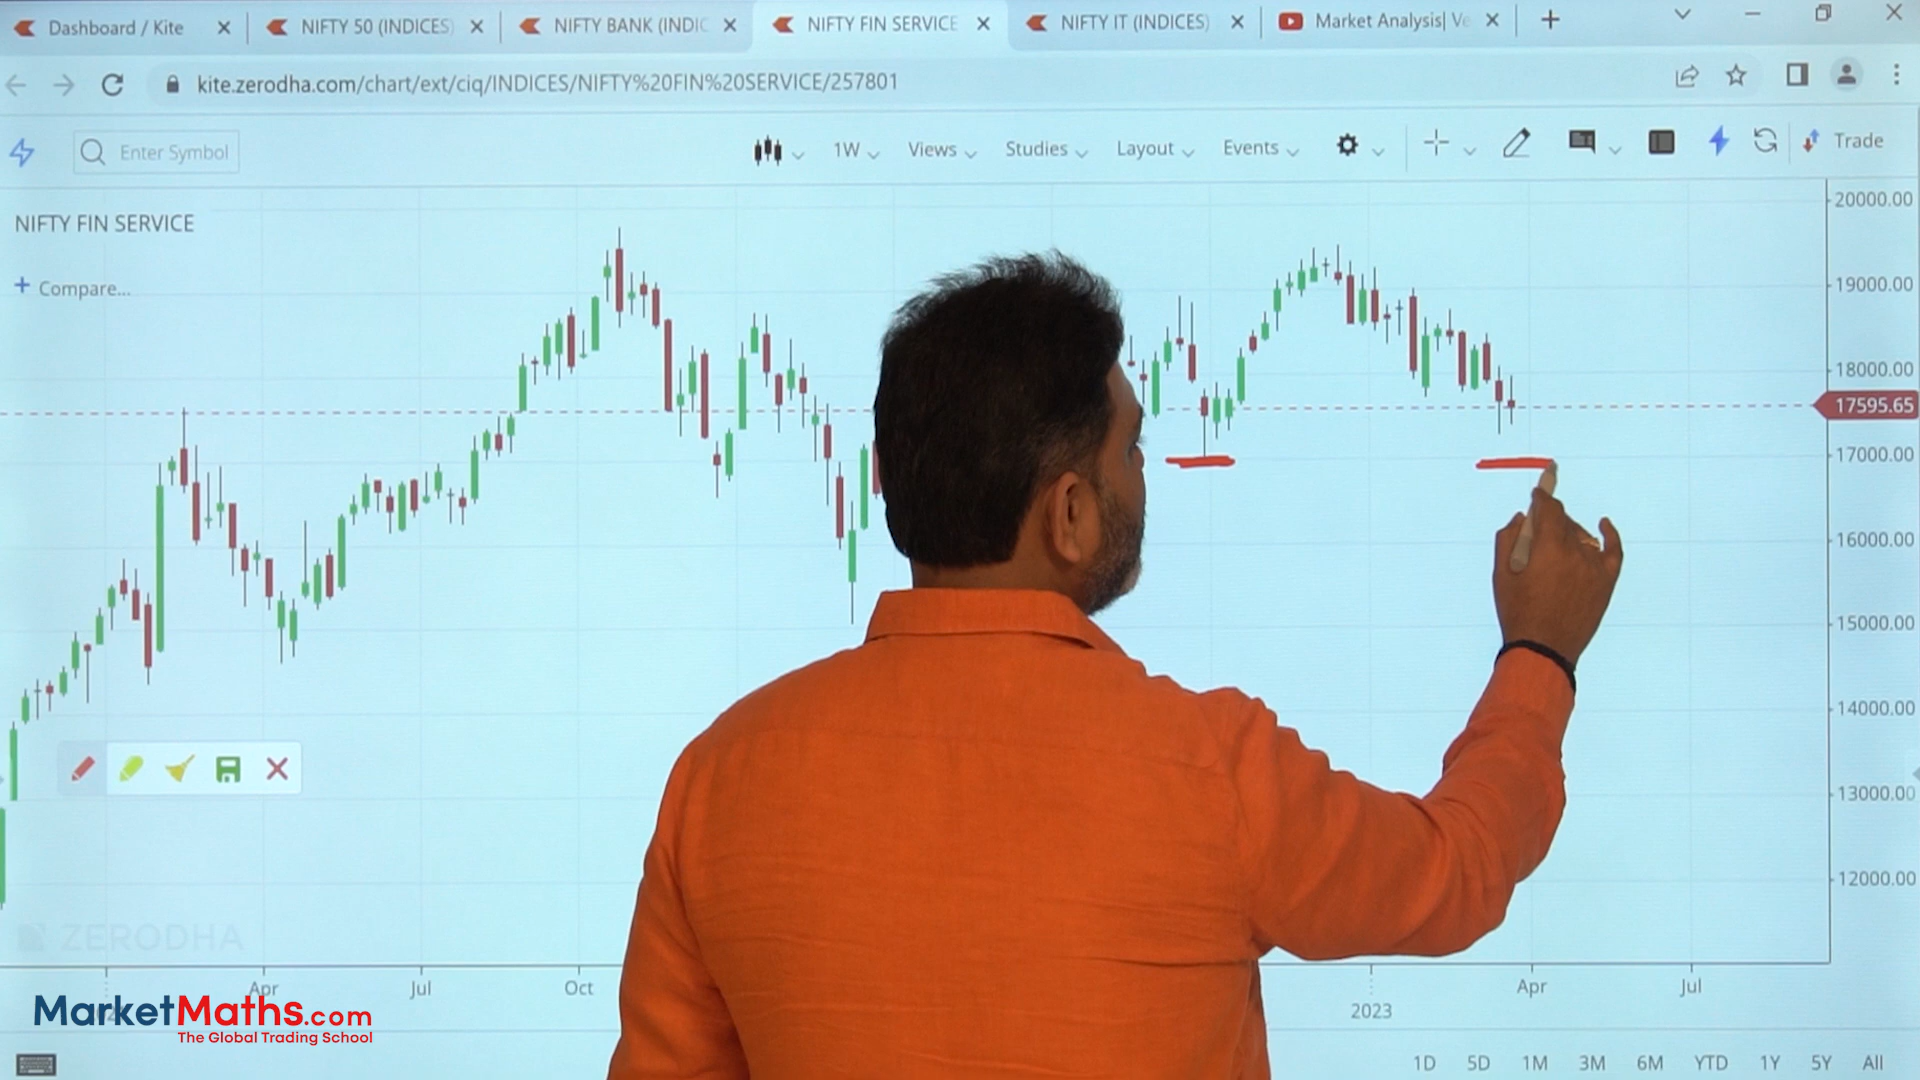 Dashboard / Kite
NIFTY 50 (INDICES)
NIFTY BANK (INDIC
NIFTY FIN SERVICE
NIFTY IT (INDICES)
Market Analysis| Ve
kite.zerodha.com/chart/ext/ciq/INDICES/NIFTY%20FIN%20SERVICE/257801
Enter Symbol
1W
Views
Studies
Layout
Events
Trade
NIFTY FIN SERVICE
+ Compare...
20000.00
19000.00
18000.00
17595.65
17000.00
16000.00
15000.00
14000.00
13000.00
12000.00
ZERODHA
Apr
Jul
Oct
2023
Apr
Jul
MarketMaths.com
The Global Trading School
1D 5D 1M 3M 6M YTD 1Y 5Y All